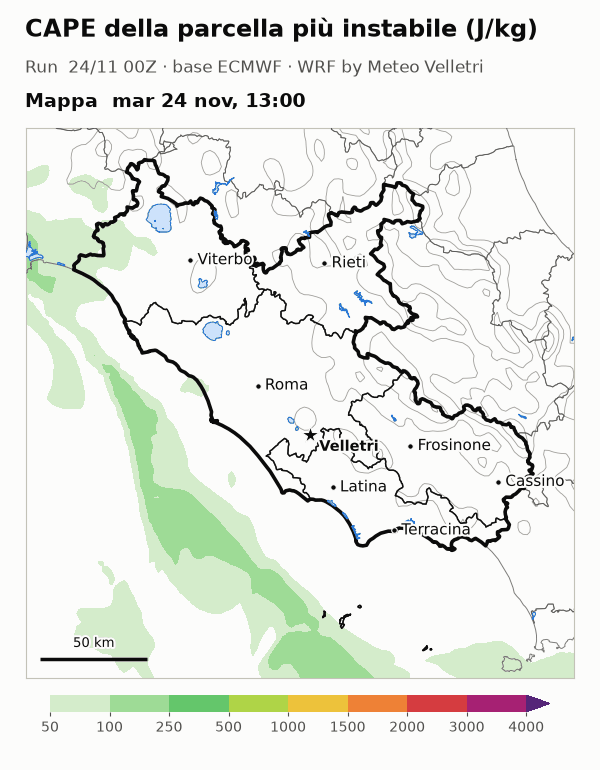 CAPE della parcella più instabile (J/kg)
Run  24/11 00Z · base ECMWF · WRF by Meteo Velletri
Mappa  mar 24 nov, 13:00
Viterbo
Rieti
Roma
Velletri
Frosinone
Latina
Cassino
Terracina
50 km
50 100 250 500 1000 1500 2000 3000 4000